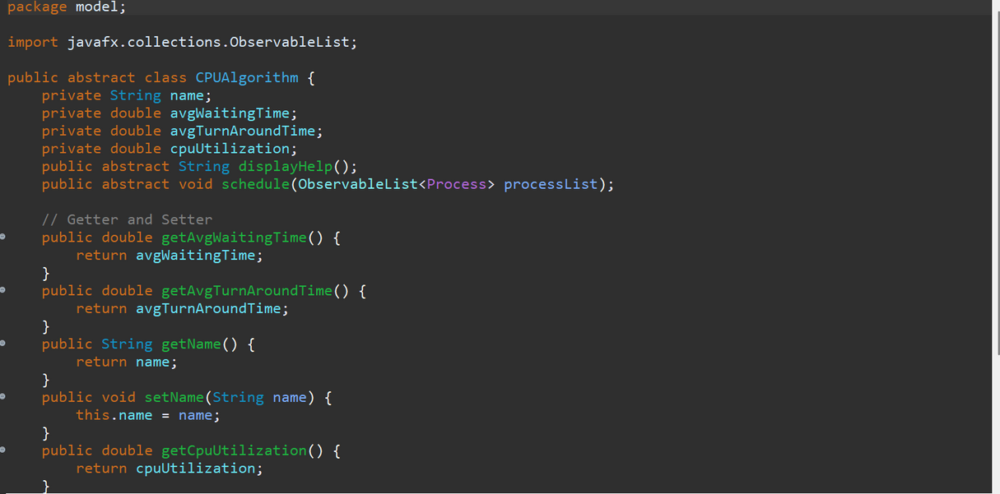 package model;
import javafx.collections.ObservableList;
public abstract class CPUAlgorithm {
    private String name;
    private double avgWaitingTime;
    private double avgTurnAroundTime;
    private double cpuUtilization;
    public abstract String displayHelp();
    public abstract void schedule(ObservableList<Process> processList);
    // Getter and Setter
    public double getAvgWaitingTime() {
        return avgWaitingTime;
    }
    public double getAvgTurnAroundTime() {
        return avgTurnAroundTime;
    }
    public String getName() {
        return name;
    }
    public void setName(String name) {
        this.name = name;
    }
    public double getCpuUtilization() {
        return cpuUtilization;
    }